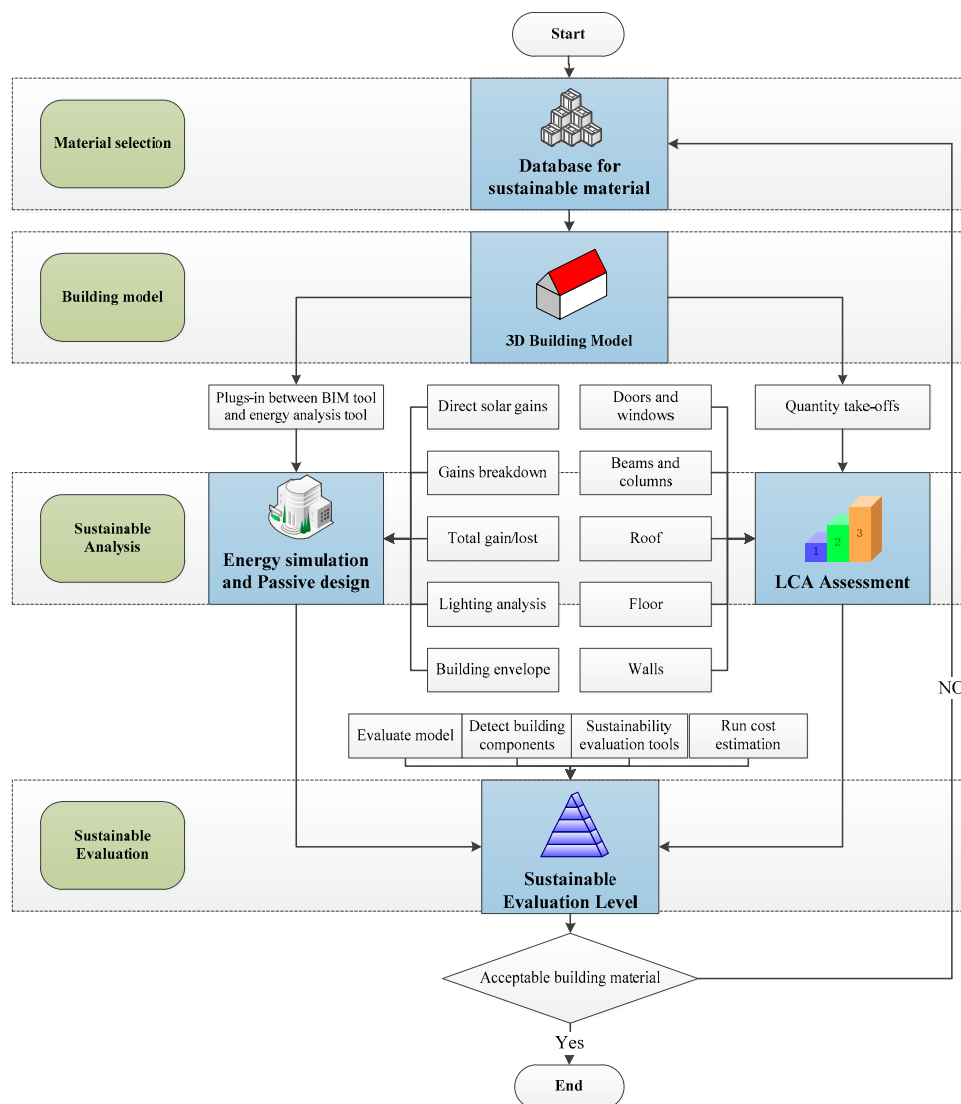 Start
Material selection
Database for
sustainable material
Building model
3D Building Model
Plugs-in between BIM tool
and energy analysis tool
Direct solar gains
Doors and
windows
Quantity take-offs
Gains breakdown
Beams and
columns
Sustainable
Analysis
Energy simulation
and Passive design
Total gain/lost
Roof
1
2
3
LCA Assessment
Lighting analysis
Floor
Building envelope
Walls
NO
Evaluate model
Detect building
components
Sustainability
evaluation tools
Run cost
estimation
Sustainable
Evaluation
Sustainable
Evaluation Level
Acceptable building material
Yes
End